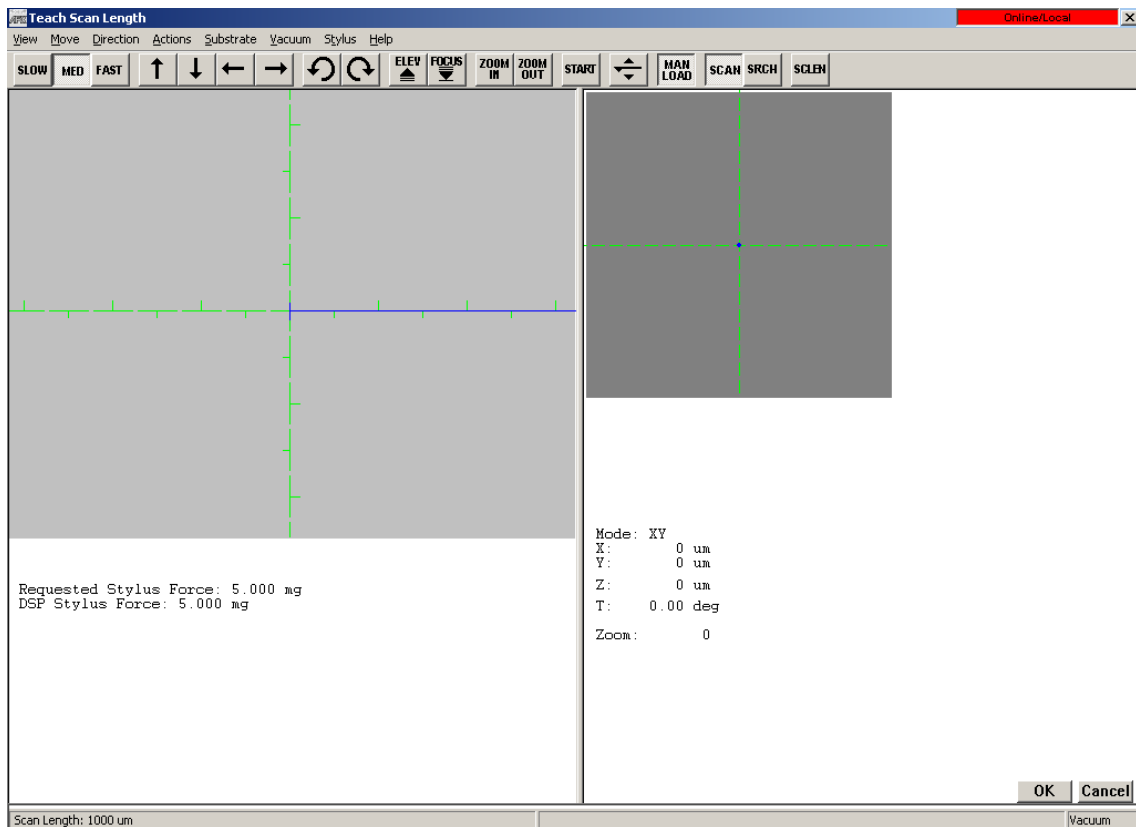 Teach Scan Length
Online/Local
View Move Direction Actions Substrate Vacuum Stylus Help
SLOW MED FAST ELEV FOCUS ZOOM IN ZOOM OUT START MAN LOAD SCAN SRCH SCLEN
Requested Stylus Force: 5.000 mg
DSP Stylus Force: 5.000 mg
Mode: XY
X: 0 um
Y: 0 um
Z: 0 um
T: 0.00 deg
Zoom: 0
OK Cancel
Scan Length: 1000 um
Vacuum